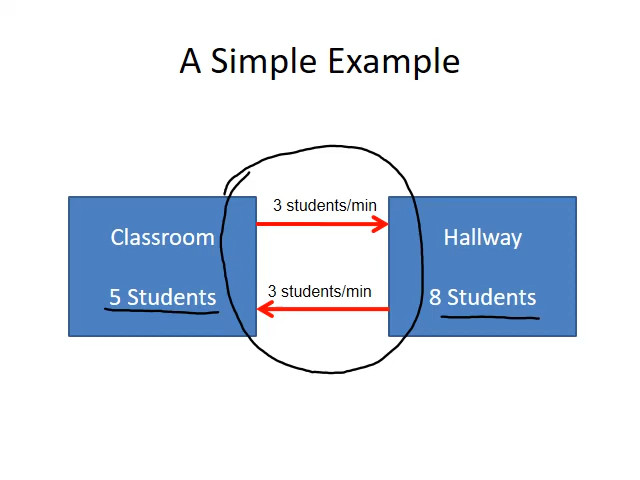 A Simple Example
3 students/min
Classroom
Hallway
3 students/min
5 Students
8 Students